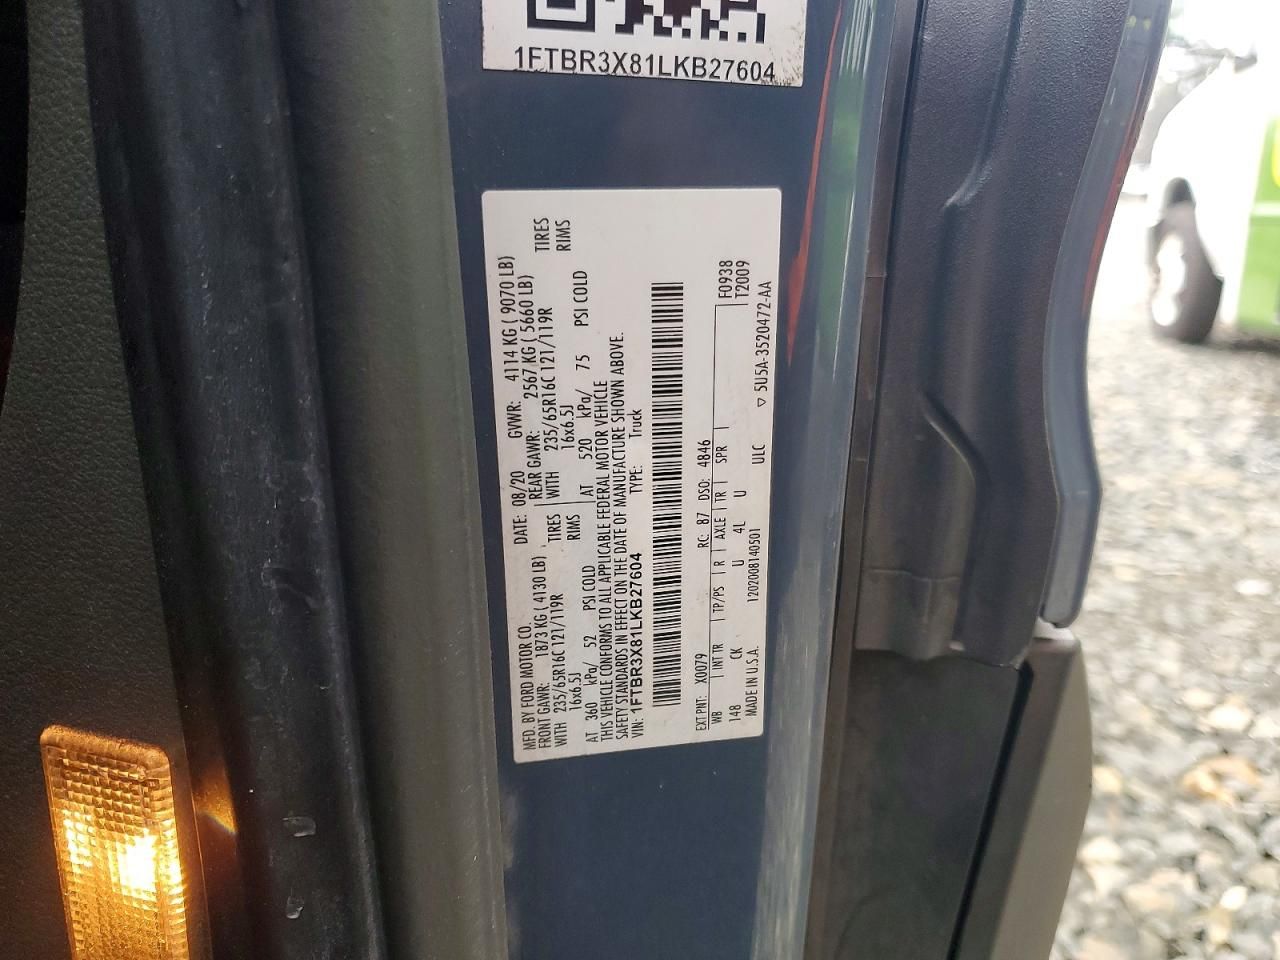 1FTBR3X81LKB27604
MFD. BY FORD MOTOR CO.
DATE: 08/20 GVWR: 4114 KG ( 9070 LB)
FRONT GAWR: 1873 KG ( 4130 LB)
REAR GAWR: 2567 KG ( 5660 LB)
WITH 235/65R16C 121/119R TIRES
WITH 235/65R16C 121/119R TIRES
16x6.5J RIMS
16x6.5J RIMS
AT 360 kPa/ 52 PSI COLD
AT 520 kPa/ 75 PSI COLD
THIS VEHICLE CONFORMS TO ALL APPLICABLE FEDERAL MOTOR VEHICLE
SAFETY STANDARDS IN EFFECT ON THE DATE OF MANUFACTURE SHOWN ABOVE.
VIN: 1FTBR3X81LKB27604 TYPE: Truck
F0938
T2009
EXT PNT: X0079 RC: 87 DSO: 4B46
WB INT TR TP/PS R AXLE TR SPR
148 CK U 4L U
MADE IN U.S.A. 1202008140501 ULC ▽ 5U5A-3520472-AA